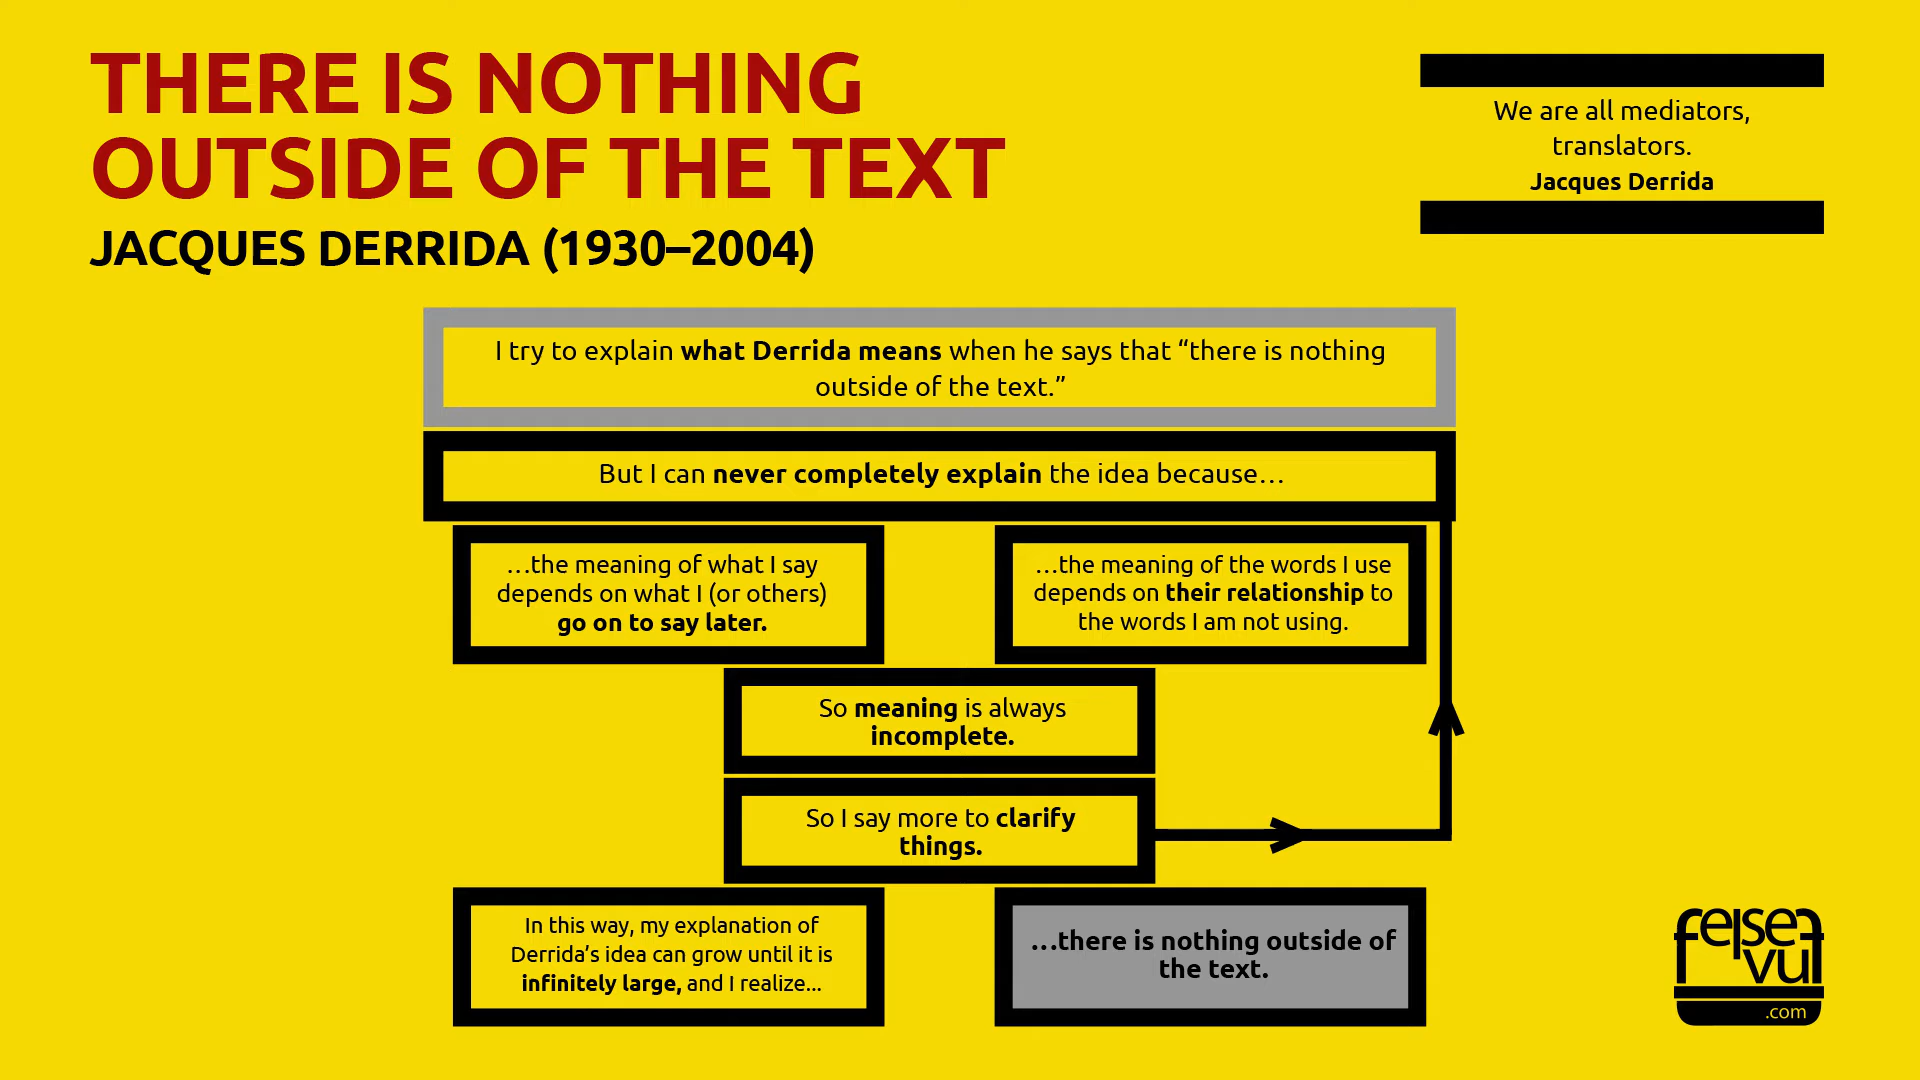 THERE IS NOTHING
OUTSIDE OF THE TEXT
JACQUES DERRIDA (1930–2004)
We are all mediators,
translators.
Jacques Derrida
I try to explain what Derrida means when he says that “there is nothing
outside of the text.”
But I can never completely explain the idea because…
…the meaning of what I say
depends on what I (or others)
go on to say later.
…the meaning of the words I use
depends on their relationship to
the words I am not using.
So meaning is always
incomplete.
So I say more to clarify
things.
In this way, my explanation of
Derrida’s idea can grow until it is
infinitely large, and I realize...
…there is nothing outside of
the text.
.com